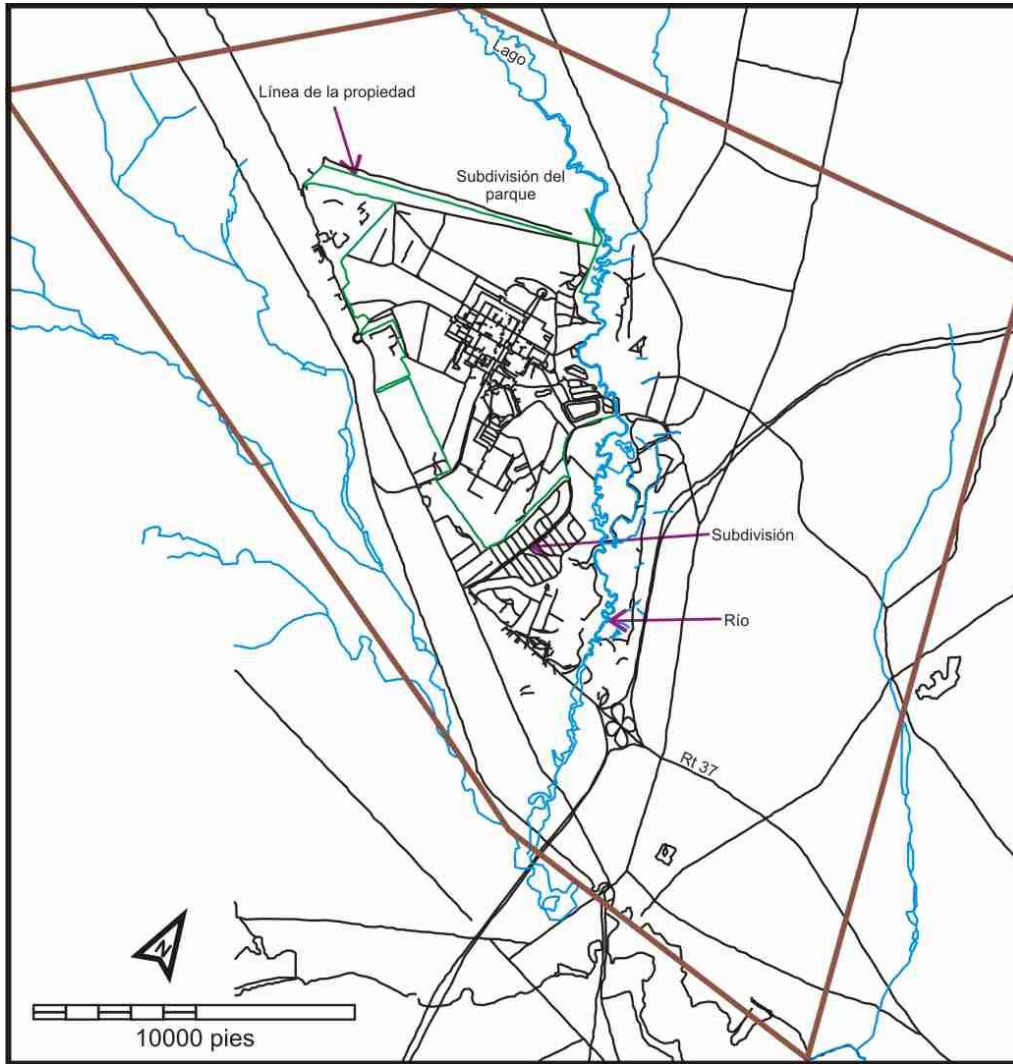 Lago
Línea de la propiedad
Subdivisión del
parque
Subdivisión
Río
Rt 37
N
10000 pies